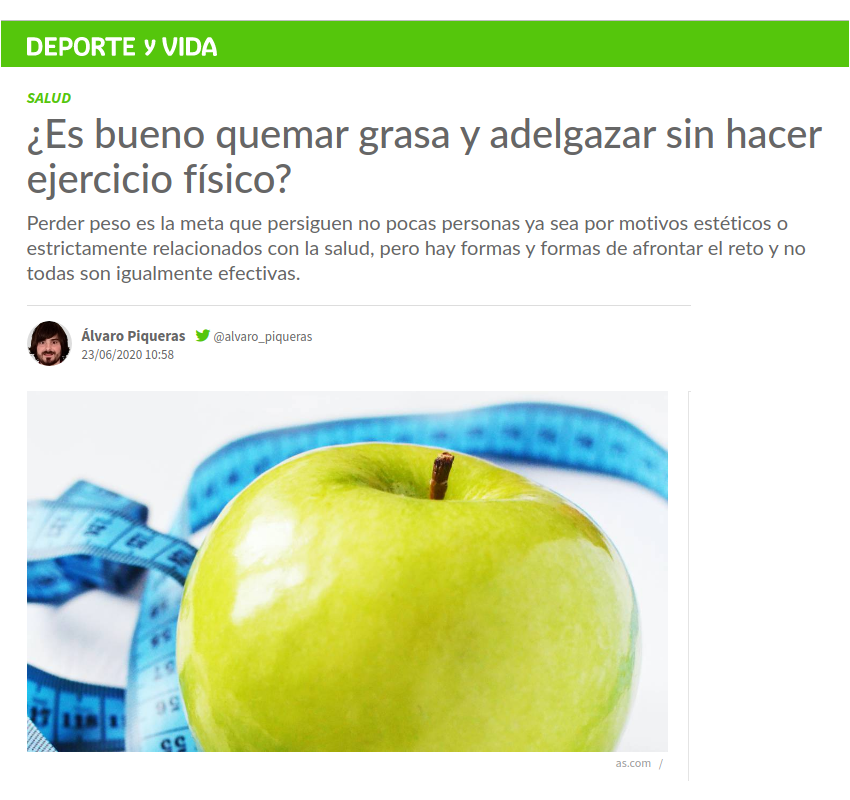 DEPORTE y VIDA
SALUD
¿Es bueno quemar grasa y adelgazar sin hacer
ejercicio físico?
Perder peso es la meta que persiguen no pocas personas ya sea por motivos estéticos o
estrictamente relacionados con la salud, pero hay formas y formas de afrontar el reto y no
todas son igualmente efectivas.
Álvaro Piqueras @alvaro_piqueras
23/06/2020 10:58
118
as.com /